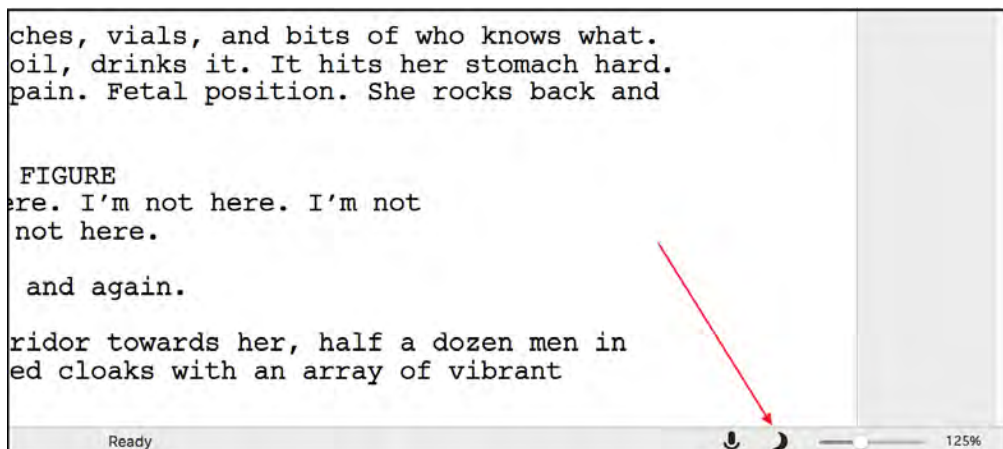 ches, vials, and bits of who knows what.
oil, drinks it. It hits her stomach hard.
pain. Fetal position. She rocks back and
FIGURE
ere. I'm not here. I'm not
not here.
and again.
ridor towards her, half a dozen men in
ed cloaks with an array of vibrant
Ready
125%